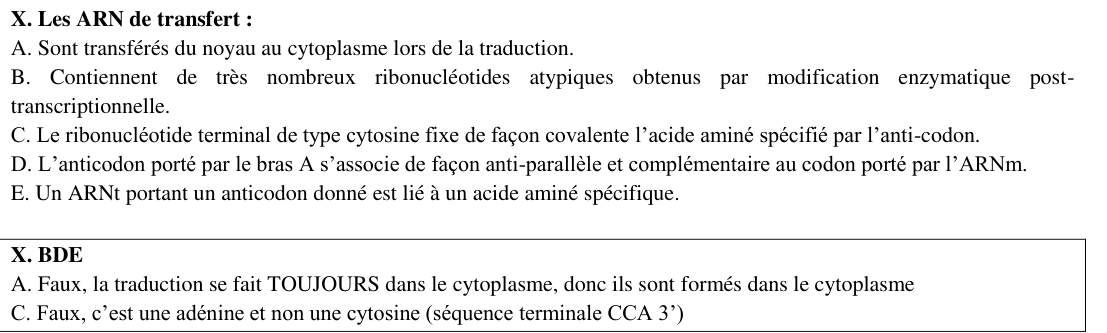 X. Les ARN de transfert :
A. Sont transférés du noyau au cytoplasme lors de la traduction.
B. Contiennent de très nombreux ribonucléotides atypiques obtenus par modification enzymatique post-
transcriptionnelle.
C. Le ribonucléotide terminal de type cytosine fixe de façon covalente l’acide aminé spécifié par l’anti-codon.
D. L’anticodon porté par le bras A s’associe de façon anti-parallèle et complémentaire au codon porté par l’ARNm.
E. Un ARNt portant un anticodon donné est lié à un acide aminé spécifique.
X. BDE
A. Faux, la traduction se fait TOUJOURS dans le cytoplasme, donc ils sont formés dans le cytoplasme
C. Faux, c’est une adénine et non une cytosine (séquence terminale CCA 3’)